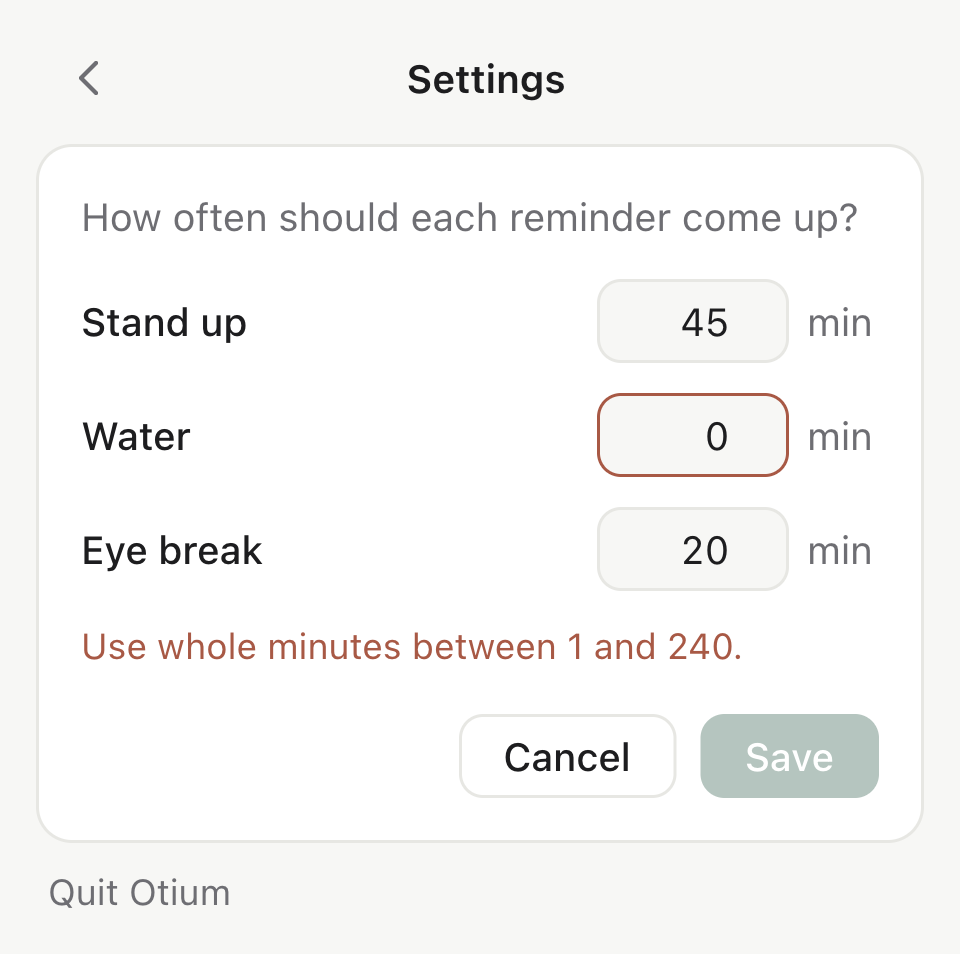 Settings
How often should each reminder come up?
Stand up 45 min
Water 0 min
Eye break 20 min
Use whole minutes between 1 and 240.
Cancel Save
Quit Otium